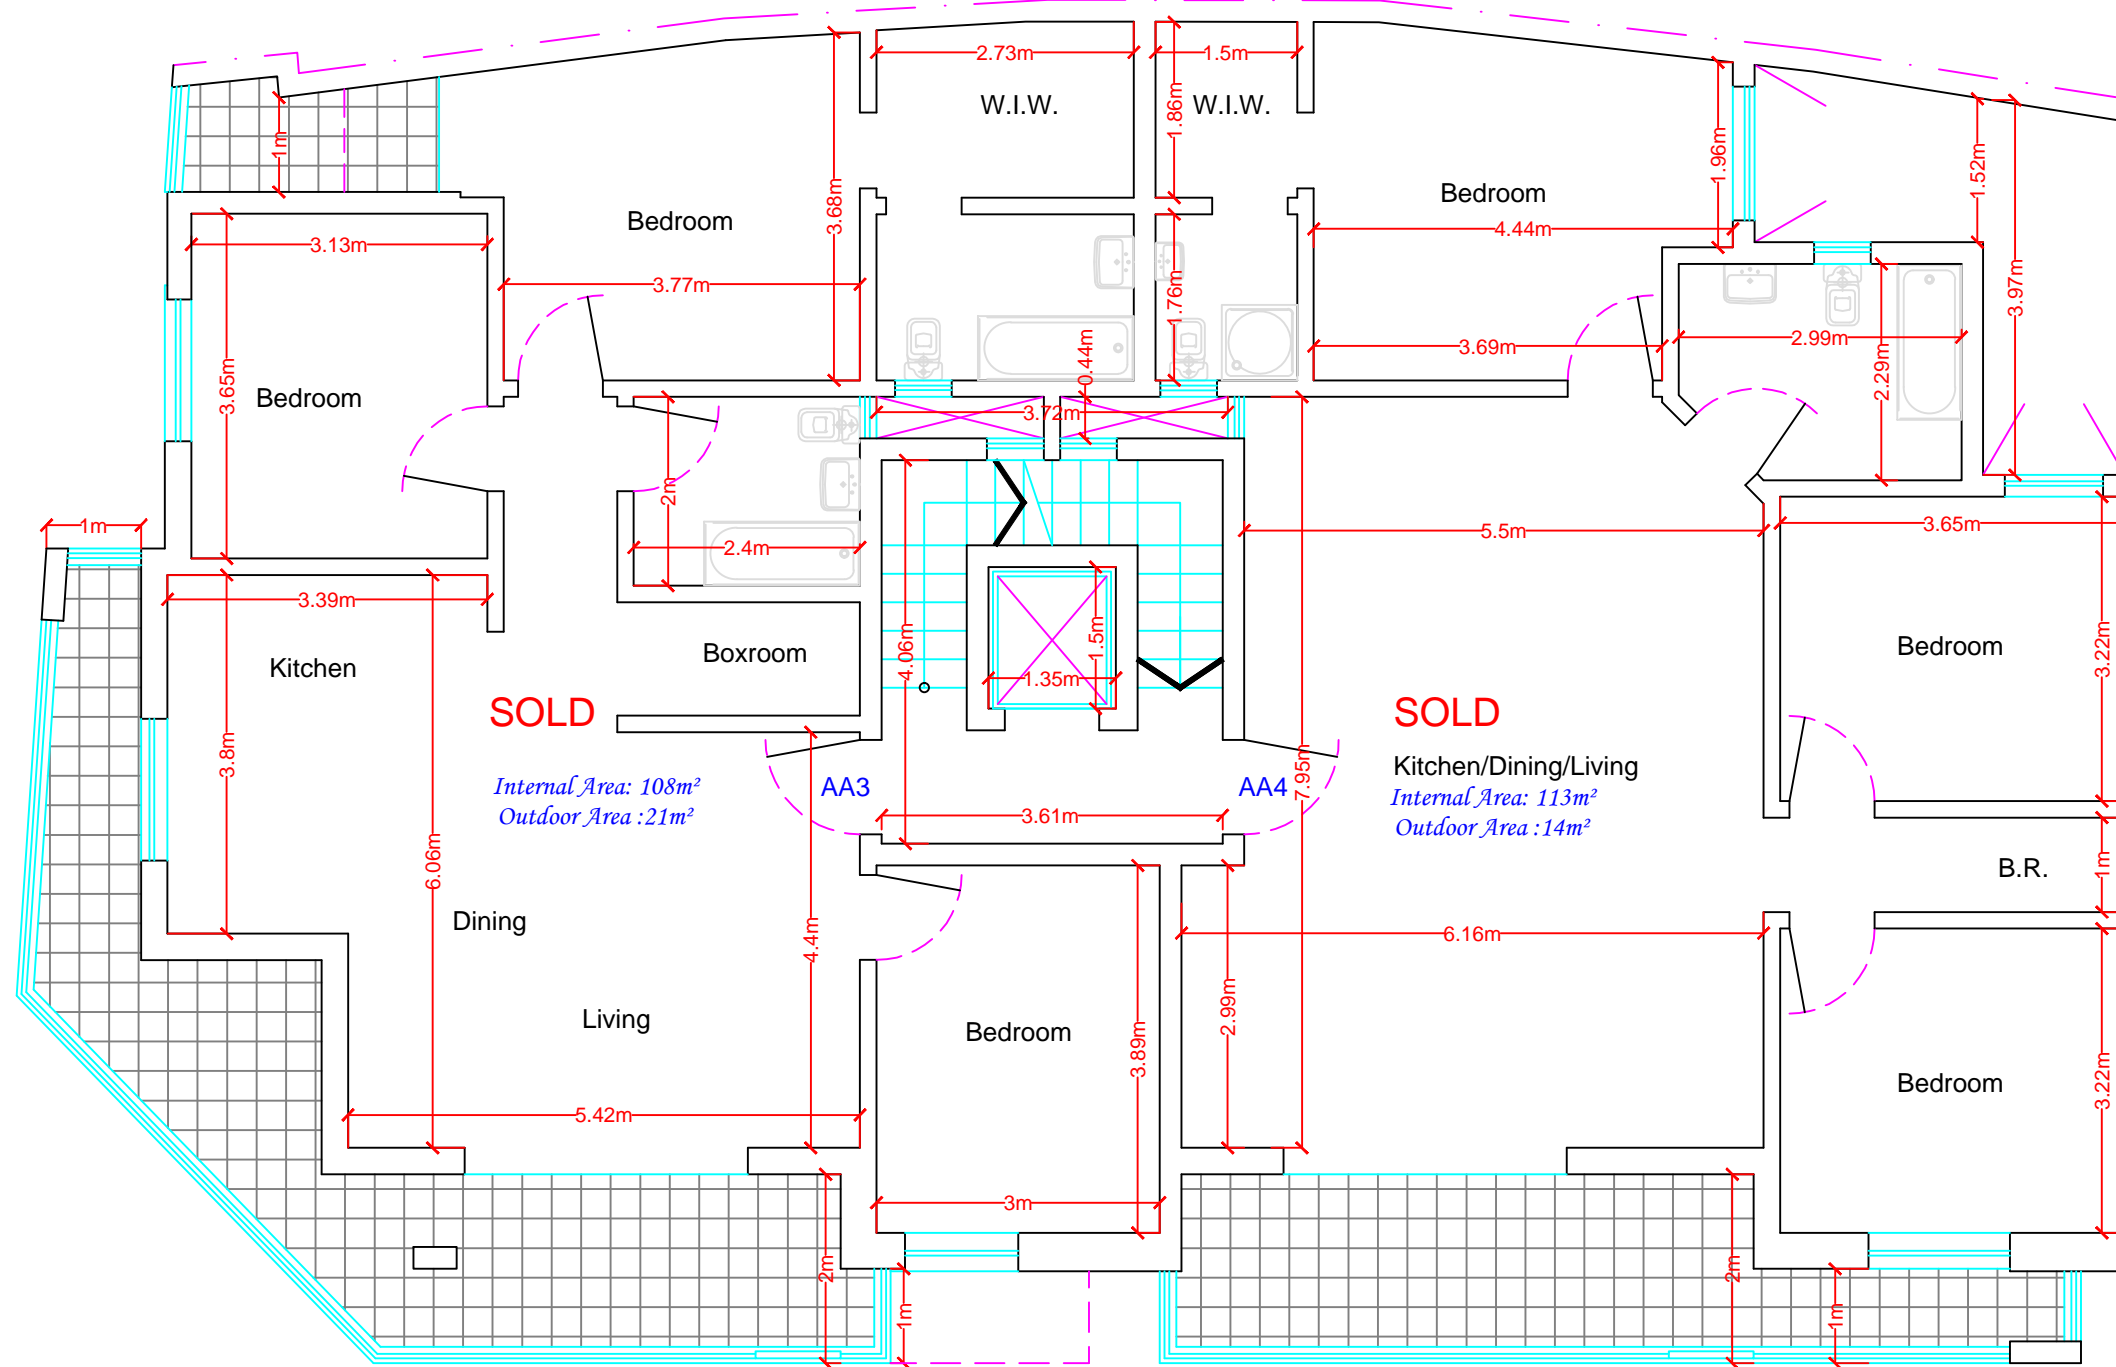 2.73m
1.5m
W.I.W.
W.I.W.
1.86m
1m
1.96m
1.52m
3.68m
Bedroom
Bedroom
4.44m
3.13m
3.77m
1.76m
3.97m
2.99m
3.69m
0.44m
2.29m
3.65m
Bedroom
3.72m
2m
1m
2.4m
5.5m
3.65m
3.39m
4.06m
1.5m
Kitchen
Boxroom
1.35m
Bedroom
3.22m
SOLD
SOLD
3.8m
7.95m
Kitchen/Dining/Living
Internal Area: 108m²
Outdoor Area :21m²
AA3
AA4
Internal Area: 113m²
Outdoor Area :14m²
3.61m
6.06m
B.R.
1m
Dining
4.4m
6.16m
2.99m
Living
Bedroom
3.89m
Bedroom
3.22m
5.42m
3m
2m
2m
1m
1m